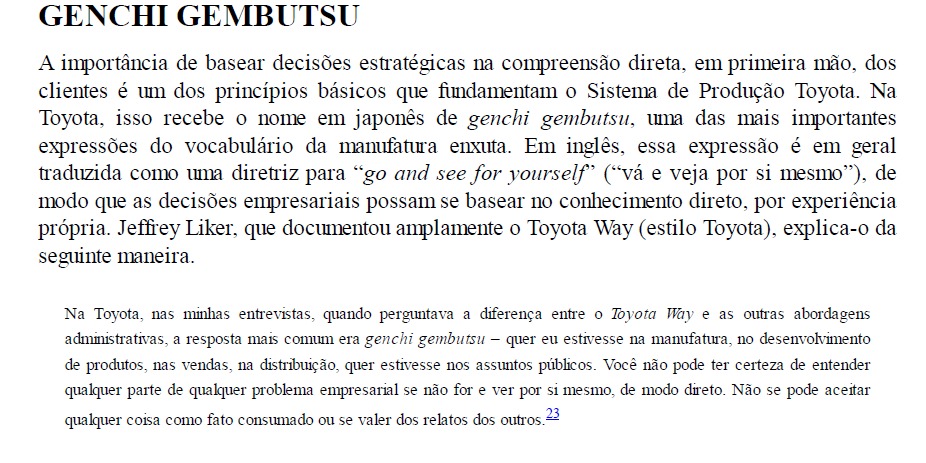 GENCHI GEMBUTSU
A importância de basear decisões estratégicas na compreensão direta, em primeira mão, dos
clientes é um dos princípios básicos que fundamentam o Sistema de Produção Toyota. Na
Toyota, isso recebe o nome em japonês de genchi gembutsu, uma das mais importantes
expressões do vocabulário da manufatura enxuta. Em inglês, essa expressão é em geral
traduzida como uma diretriz para “go and see for yourself” (“vá e veja por si mesmo”), de
modo que as decisões empresariais possam se basear no conhecimento direto, por experiência
própria. Jeffrey Liker, que documentou amplamente o Toyota Way (estilo Toyota), explica-o da
seguinte maneira.
Na Toyota, nas minhas entrevistas, quando perguntava a diferença entre o Toyota Way e as outras abordagens
administrativas, a resposta mais comum era genchi gembutsu – quer eu estivesse na manufatura, no desenvolvimento
de produtos, nas vendas, na distribuição, quer estivesse nos assuntos públicos. Você não pode ter certeza de entender
qualquer parte de qualquer problema empresarial se não for e ver por si mesmo, de modo direto. Não se pode aceitar
qualquer coisa como fato consumado ou se valer dos relatos dos outros.23